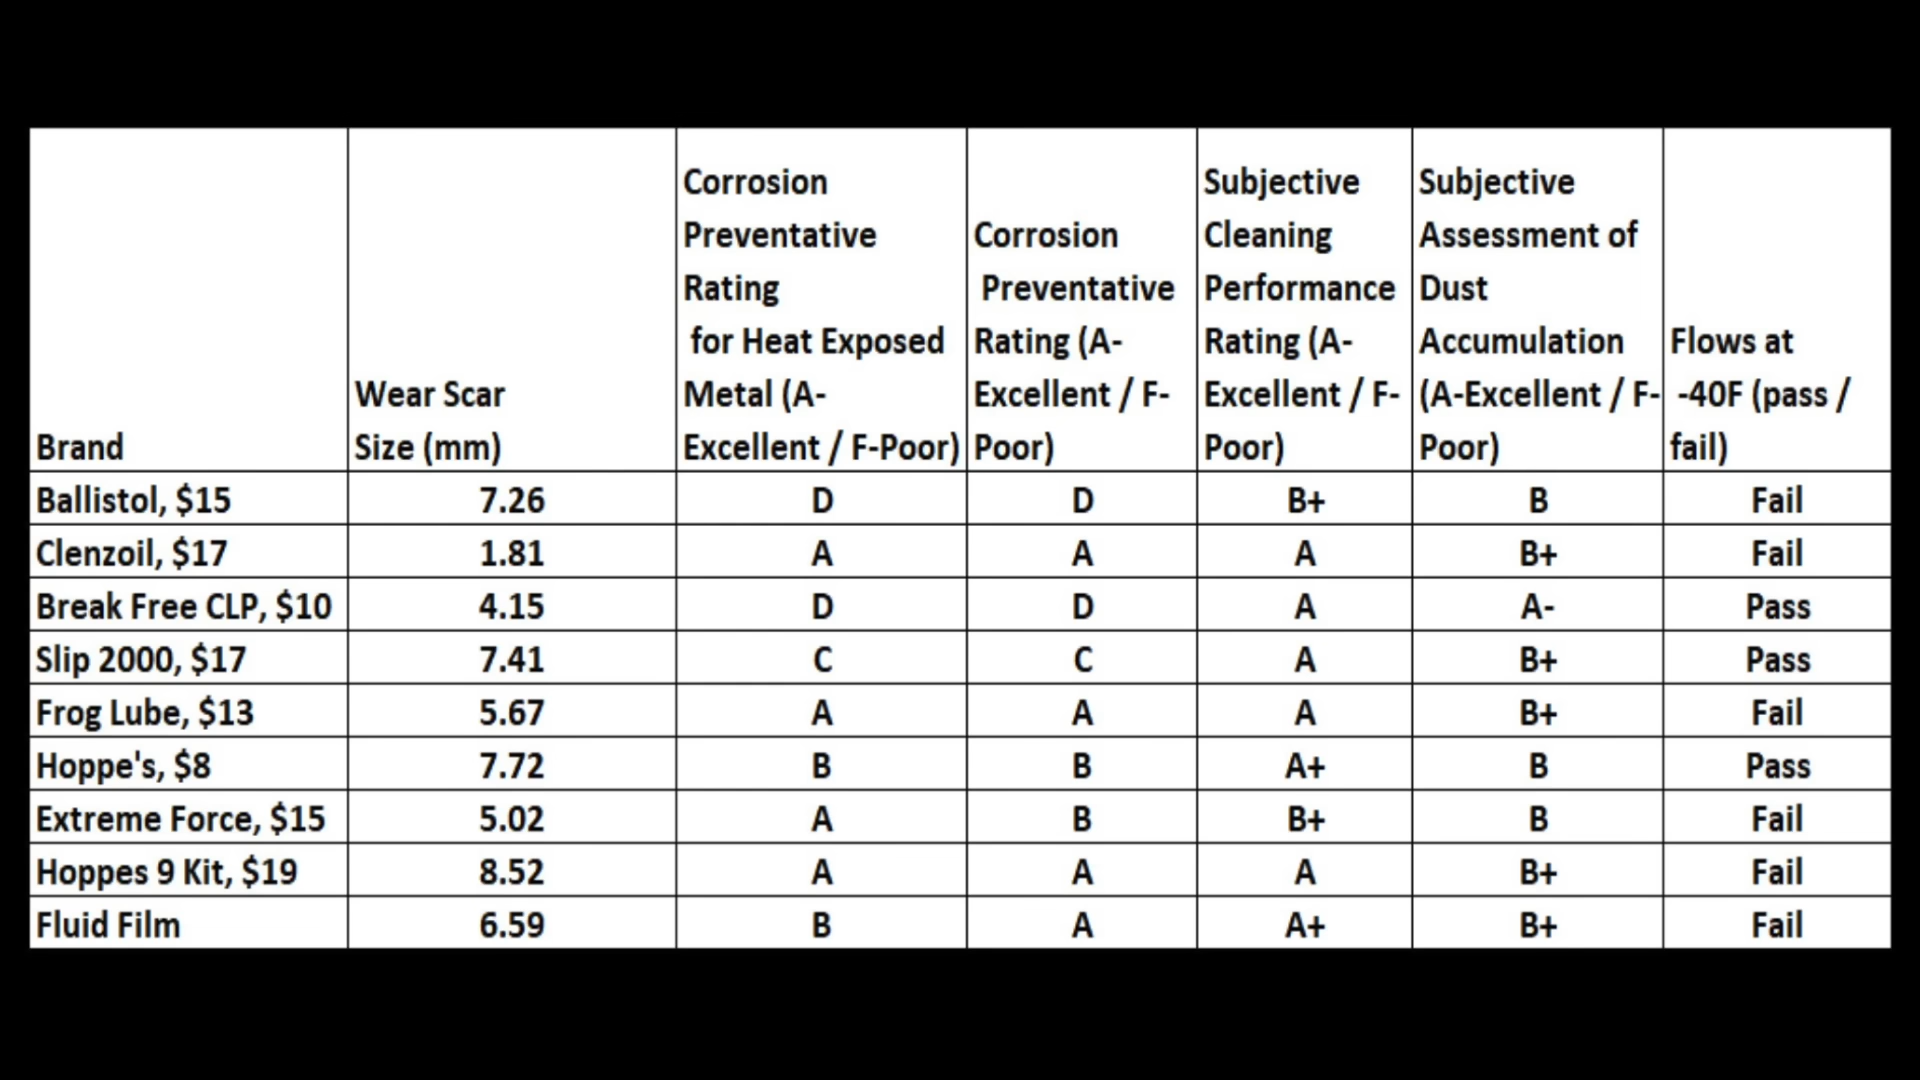 Brand
Wear Scar
Size (mm)
Corrosion
Preventative
Rating
for Heat Exposed
Metal (A-
Excellent / F-Poor)
Corrosion
Preventative
Rating (A-
Excellent / F-
Poor)
Subjective
Cleaning
Performance
Rating (A-
Excellent / F-
Poor)
Subjective
Assessment of
Dust
Accumulation
(A-Excellent / F-
Poor)
Flows at
-40F (pass /
fail)
Ballistol, $15 7.26 D D B+ B Fail
Clenzoil, $17 1.81 A A A B+ Fail
Break Free CLP, $10 4.15 D D A A- Pass
Slip 2000, $17 7.41 C C A B+ Pass
Frog Lube, $13 5.67 A A A B+ Fail
Hoppe's, $8 7.72 B B A+ B Pass
Extreme Force, $15 5.02 A B B+ B Fail
Hoppes 9 Kit, $19 8.52 A A A B+ Fail
Fluid Film 6.59 B A A+ B+ Fail